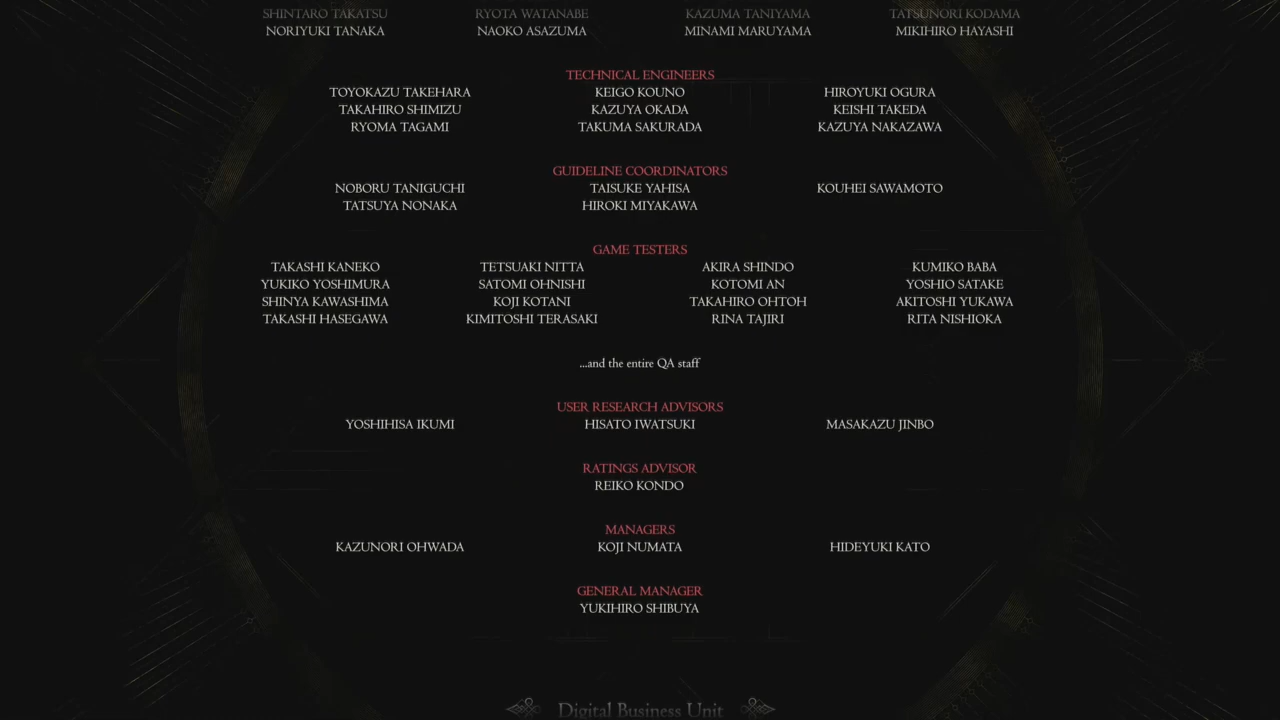 SHINTARO TAKATSU RYOTA WATANABE KAZUMA TANIYAMA TATSUNORI KODAMA
NORIYUKI TANAKA NAOKO ASAZUMA MINAMI MARUYAMA MIKIHIRO HAYASHI
TECHNICAL ENGINEERS
TOYOKAZU TAKEHARA KEIGO KOUNO HIROYUKI OGURA
TAKAHIRO SHIMIZU KAZUYA OKADA KEISHI TAKEDA
RYOMA TAGAMI TAKUMA SAKURADA KAZUYA NAKAZAWA
GUIDELINE COORDINATORS
NOBORU TANIGUCHI TAISUKE YAHISA KOUHEI SAWAMOTO
TATSUYA NONAKA HIROKI MIYAKAWA
GAME TESTERS
TAKASHI KANEKO TETSUAKI NITTA AKIRA SHINDO KUMIKO BABA
YUKIKO YOSHIMURA SATOMI OHNISHI KOTOMI AN YOSHIO SATAKE
SHINYA KAWASHIMA KOJI KOTANI TAKAHIRO OHTOH AKITOSHI YUKAWA
TAKASHI HASEGAWA KIMITOSHI TERASAKI RINA TAJIRI RITA NISHIOKA
...and the entire QA staff
USER RESEARCH ADVISORS
YOSHIHISA IKUMI HISATO IWATSUKI MASAKAZU JINBO
RATINGS ADVISOR
REIKO KONDO
MANAGERS
KAZUNORI OHWADA KOJI NUMATA HIDEYUKI KATO
GENERAL MANAGER
YUKIHIRO SHIBUYA
Digital Business Unit